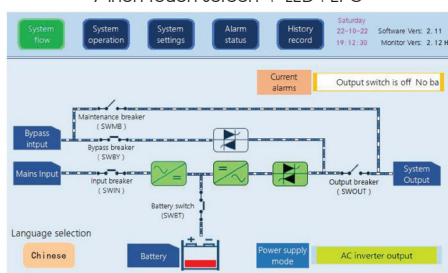 System flow
System operation
System settings
Alarm status
History record
Saturday
22-10-22
19:12:30
Software Vers: 2.11
Monitor Vers: 2.12
Current alarms
Output switch is off No ba
Maintenance breaker
( SWMB )
Bypass intput
Bypass breaker
( SWBY )
Mains Input
Input breaker
( SWIN )
Output breaker
( SWOUT )
System Output
Battery switch
(SWBT)
Language selection
Chinese
Battery
Power supply mode
AC inverter output